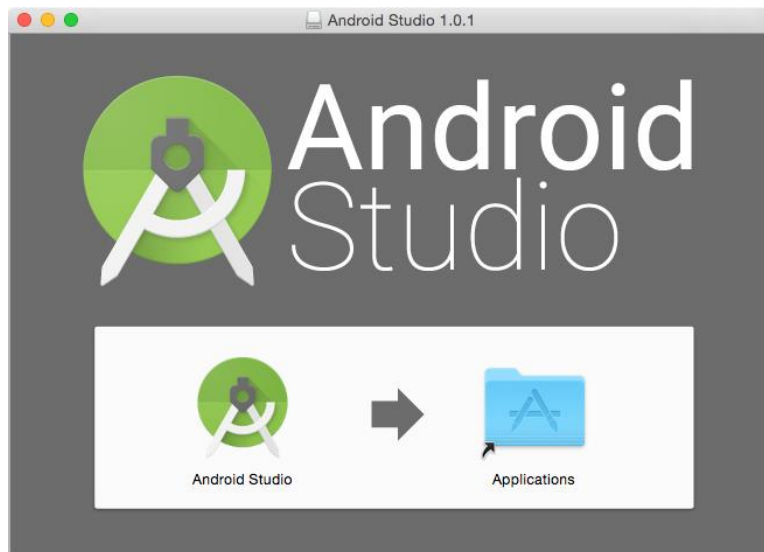 Android Studio 1.0.1
Android
Studio
Android Studio
Applications